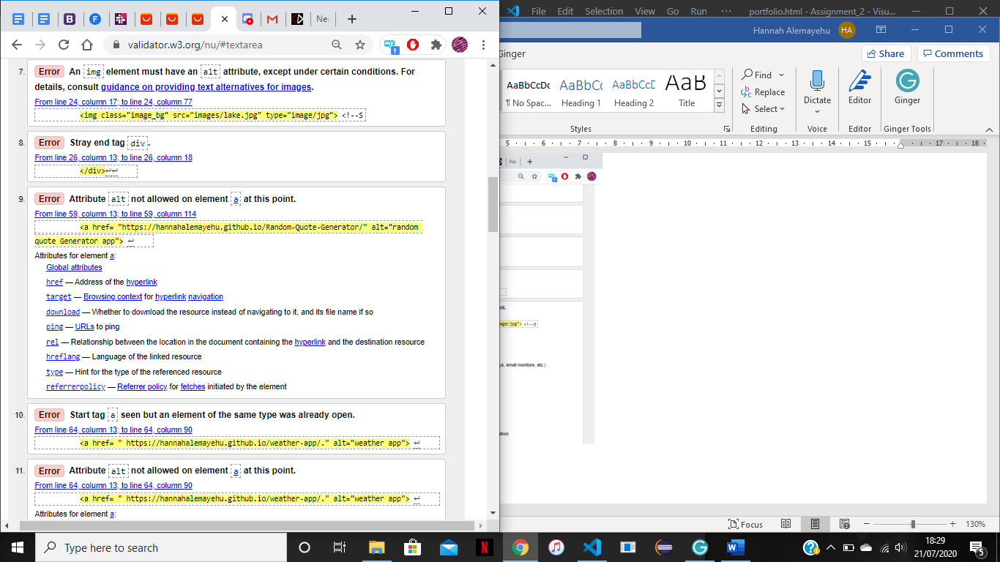 File Edit Selection View Go Run ··· portfolio.html - Assignment_2 - Visu...
Ne
validator.w3.org/nu/#textarea
Hannah Alemayehu HA
Ginger
Share
Comments
7. Error An img element must have an alt attribute, except under certain conditions. For
details, consult guidance on providing text alternatives for images.
From line 24, column 17; to line 24, column 77
<img class="image_bg" src="images/lake.jpg" type="image/jpg"> <!--S
8. Error Stray end tag div.
From line 26, column 13; to line 26, column 18
</div>↩↩
9. Error Attribute alt not allowed on element a at this point.
From line 59, column 13; to line 59, column 114
<a href= "https://hannahalemayehu.github.io/Random-Quote-Generator/" alt="random
quote Generator app"> ↩
Attributes for element a:
Global attributes
href — Address of the hyperlink
target — Browsing context for hyperlink navigation
download — Whether to download the resource instead of navigating to it, and its file name if so
ping — URLs to ping
rel — Relationship between the location in the document containing the hyperlink and the destination resource
hreflang — Language of the linked resource
type — Hint for the type of the referenced resource
referrerpolicy — Referrer policy for fetches initiated by the element
10. Error Start tag a seen but an element of the same type was already open.
From line 64, column 13; to line 64, column 90
<a href= " https://hannahalemayehu.github.io/weather-app/." alt="weather app"> ↩
11. Error Attribute alt not allowed on element a at this point.
From line 64, column 13; to line 64, column 90
<a href= " https://hannahalemayehu.github.io/weather-app/." alt="weather app"> ↩
Attributes for element a:
AaBbCcDc AaBbCc AaBbCcD AaB
¶ No Spac... Heading 1 Heading 2 Title
Styles
Find
Replace
Select
Editing
Dictate
Voice
Editor
Editor
Ginger
Ginger Tools
5 6 7 8 9 10 11 12 13 14 15 16 17 18
Ne
nt.
age/jpg"> <!--S
ys, small monitors, etc.)
ation
Focus
130%
Type here to search
18:29
21/07/2020
5